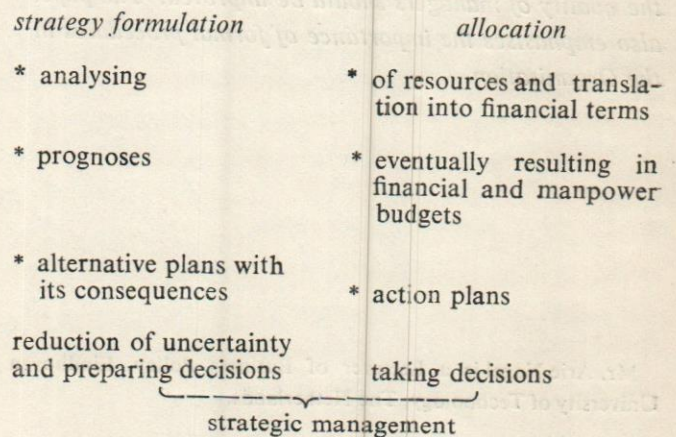 strategy formulation
allocation
* analysing
* of resources and transla-
tion into financial terms
* prognoses
* eventually resulting in
financial and manpower
budgets
* alternative plans with
its consequences
* action plans
reduction of uncertainty
and preparing decisions
taking decisions
strategic management